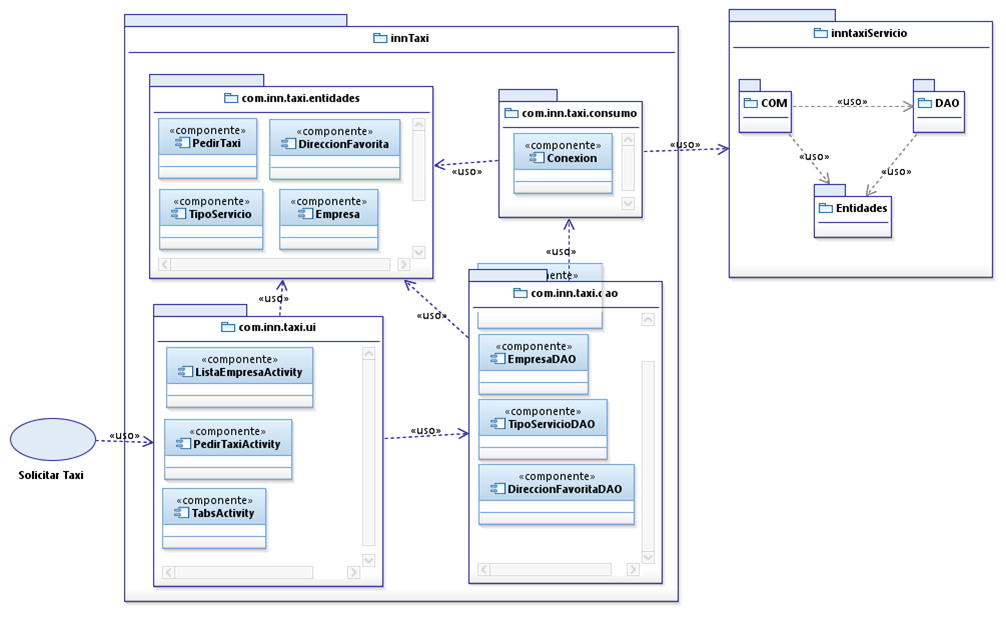 innTaxi
com.inn.taxi.entidades
«componente»
PedirTaxi
«componente»
DireccionFavorita
«componente»
TipoServicio
«componente»
Empresa
com.inn.taxi.consumo
«componente»
Conexion
«uso»
«uso»
inntaxiServicio
COM
«uso»
DAO
«uso»
«uso»
Entidades
«uso»
«uso»
«uso»
com.inn.taxi.ui
«componente»
ListaEmpresaActivity
«componente»
PedirTaxiActivity
«componente»
TabsActivity
«uso»
Solicitar Taxi
«uso»
nente»
com.inn.taxi.dao
«componente»
EmpresaDAO
«componente»
TipoServicioDAO
«componente»
DireccionFavoritaDAO